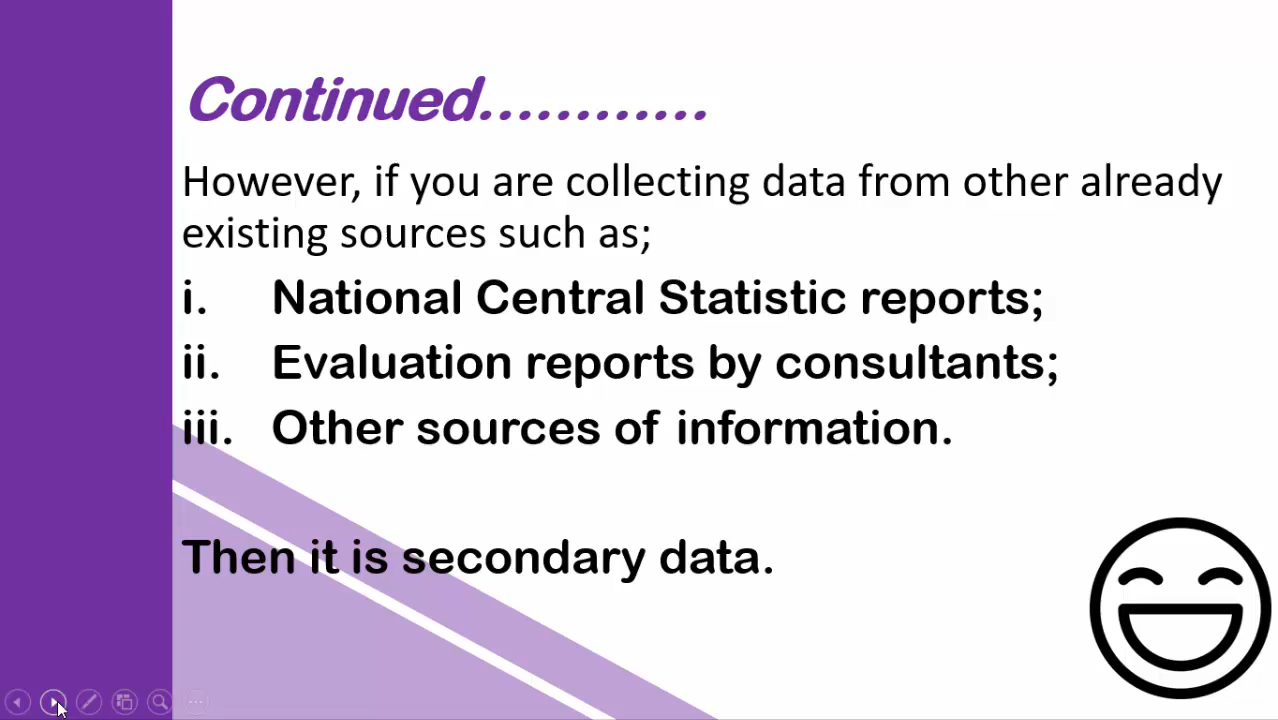 Continued............
However, if you are collecting data from other already
existing sources such as;
i. National Central Statistic reports;
ii. Evaluation reports by consultants;
iii. Other sources of information.
Then it is secondary data.